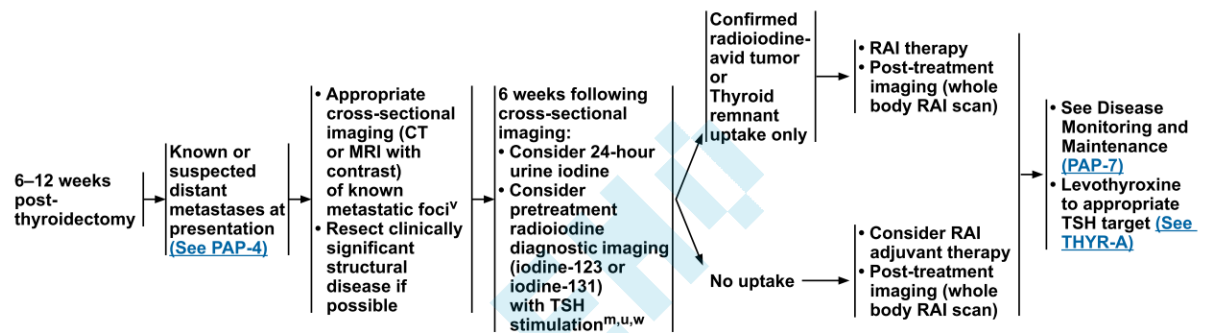 6–12 weeks
post-
thyroidectomy
Known or
suspected
distant
metastases at
presentation
(See PAP-4)
• Appropriate
cross-sectional
imaging (CT
or MRI with
contrast)
of known
metastatic fociᵛ
• Resect clinically
significant
structural
disease if
possible
6 weeks following
cross-sectional
imaging:
• Consider 24-hour
urine iodine
• Consider
pretreatment
radioiodine
diagnostic imaging
(iodine-123 or
iodine-131)
with TSH
stimulationᵐ,ᵘ,ʷ
Confirmed
radioiodine-
avid tumor
or
Thyroid
remnant
uptake only
• RAI therapy
• Post-treatment
imaging (whole
body RAI scan)
No uptake
• Consider RAI
adjuvant therapy
• Post-treatment
imaging (whole
body RAI scan)
• See Disease
Monitoring and
Maintenance
(PAP-7)
• Levothyroxine
to appropriate
TSH target (See
THYR-A)